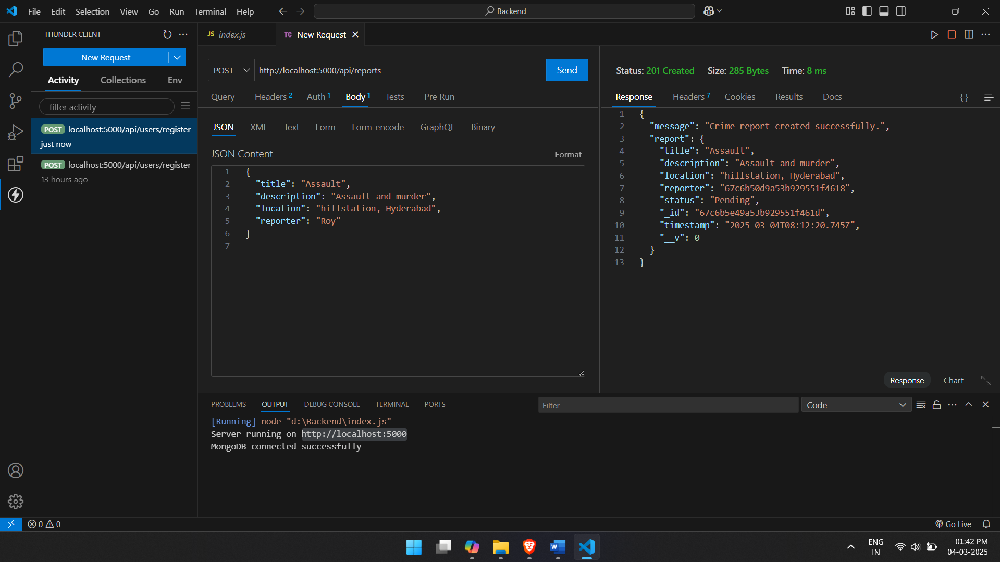 File Edit Selection View Go Run Terminal Help
Backend
THUNDER CLIENT
New Request
Activity Collections Env
filter activity
POST localhost:5000/api/users/register
just now
POST localhost:5000/api/users/register
13 hours ago
JS index.js
TC New Request
POST http://localhost:5000/api/reports Send
Query Headers 2 Auth 1 Body 1 Tests Pre Run
JSON XML Text Form Form-encode GraphQL Binary
JSON Content Format
1 {
2 "title": "Assault",
3 "description": "Assault and murder",
4 "location": "hillstation, Hyderabad",
5 "reporter": "Roy"
6 }
7
Status: 201 Created Size: 285 Bytes Time: 8 ms
Response Headers 7 Cookies Results Docs {}
1 {
2 "message": "Crime report created successfully.",
3 "report": {
4 "title": "Assault",
5 "description": "Assault and murder",
6 "location": "hillstation, Hyderabad",
7 "reporter": "67c6b50d9a53b929551f4618",
8 "status": "Pending",
9 "_id": "67c6b5e49a53b929551f461d",
10 "timestamp": "2025-03-04T08:12:20.745Z",
11 "__v": 0
12 }
13 }
Response Chart
PROBLEMS OUTPUT DEBUG CONSOLE TERMINAL PORTS Filter Code
[Running] node "d:\Backend\index.js"
Server running on http://localhost:5000
MongoDB connected successfully
0 0 Go Live
W
ENG
IN
01:42 PM
04-03-2025